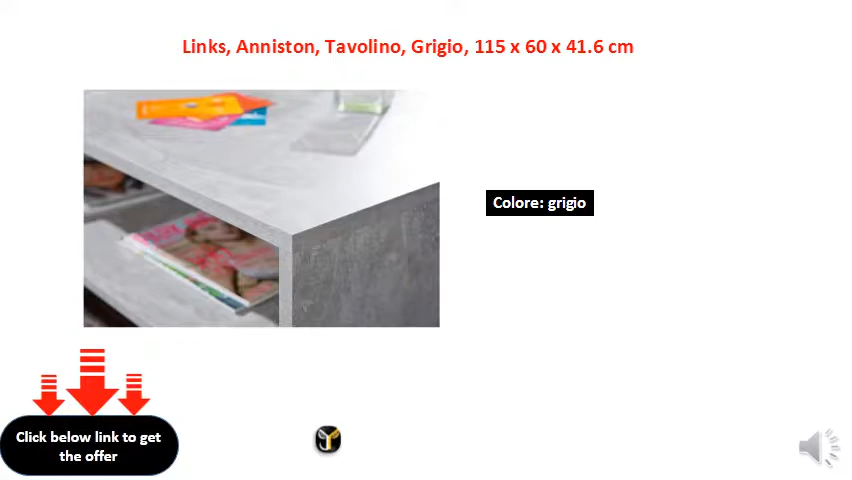 Links, Anniston, Tavolino, Grigio, 115 x 60 x 41.6 cm
Colore: grigio
Click below link to get
the offer